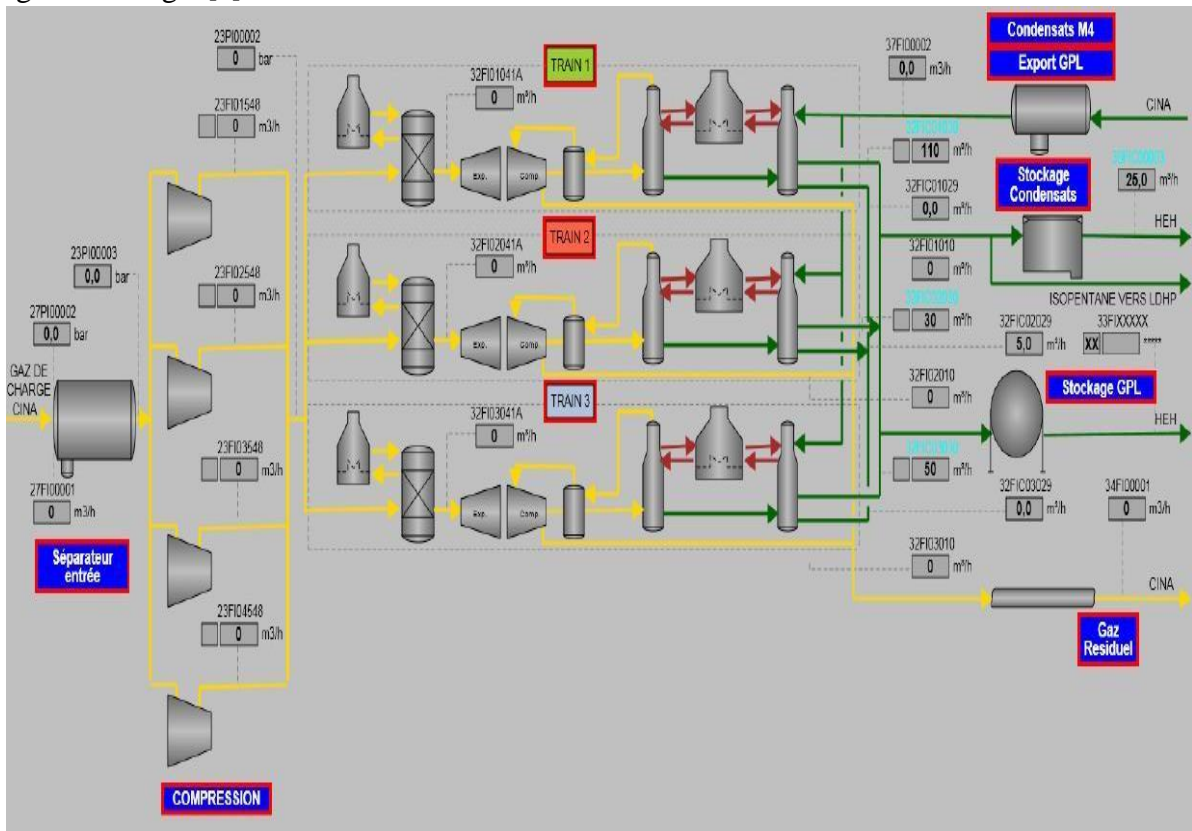 23PI00002
0 bar
23FI01548
0 m3/h
23PI00003
0,0 bar
27PI00002
0,0 bar
23FI02548
0 m3/h
GAZ DE
CHARGE
CINA
27FI00001
0 m3/h
Séparateur
entrée
23FI03548
0 m3/h
23FI04548
0 m3/h
COMPRESSION
TRAIN 1
32FI01041A
0 m³/h
Exp. Comp.
TRAIN 2
32FI02041A
0 m³/h
Exp. Comp.
TRAIN 3
32FI03041A
0 m³/h
Exp. Comp.
37FI00002
0,0 m3/h
Condensats M4
Export GPL
CINA
110 m³/h
32FIC01029
0,0 m³/h
32FI01010
0 m³/h
30 m³/h
32FIC02029
5,0 m³/h
32FI02010
0 m³/h
50 m³/h
32FIC03029
0,0 m³/h
32FI03010
0 m³/h
Stockage
Condensats
25,0 m³/h
HEH
ISOPENTANE VERS LDHP
33FIXXXXX
XX *****
Stockage GPL
HEH
34FI00001
0 m3/h
CINA
Gaz
Residuel